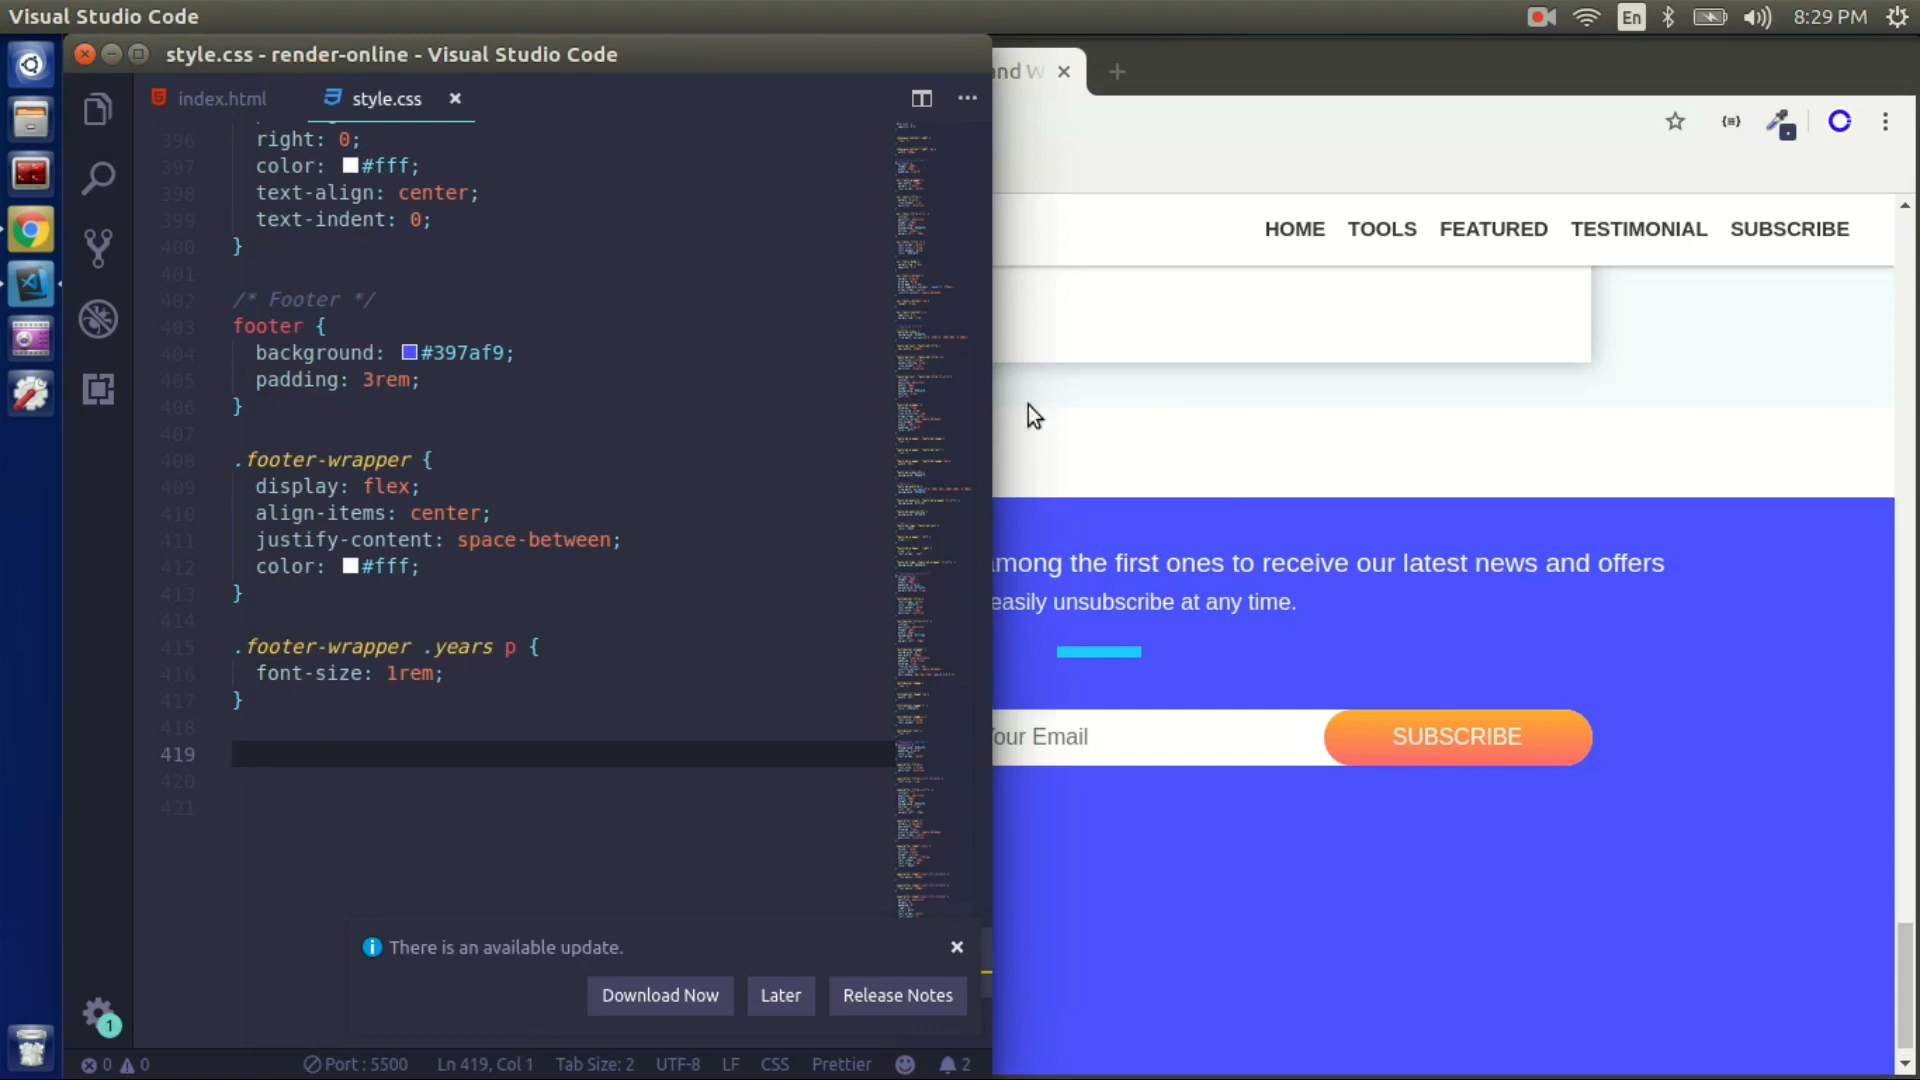 Visual Studio Code
En
8:29 PM
style.css - render-online - Visual Studio Code
index.html
style.css
396 right: 0;
397 color: #fff;
398 text-align: center;
399 text-indent: 0;
400 }
401
402 /* Footer */
403 footer {
404 background: #397af9;
405 padding: 3rem;
406 }
407
408 .footer-wrapper {
409 display: flex;
410 align-items: center;
411 justify-content: space-between;
412 color: #fff;
413 }
414
415 .footer-wrapper .years p {
416 font-size: 1rem;
417 }
418
419
420
421
There is an available update.
Download Now Later Release Notes
1
0 0
Port : 5500
Ln 419, Col 1
Tab Size: 2
UTF-8
LF
CSS
Prettier
2
and W
HOME TOOLS FEATURED TESTIMONIAL SUBSCRIBE
among the first ones to receive our latest news and offers
easily unsubscribe at any time.
Your Email
SUBSCRIBE